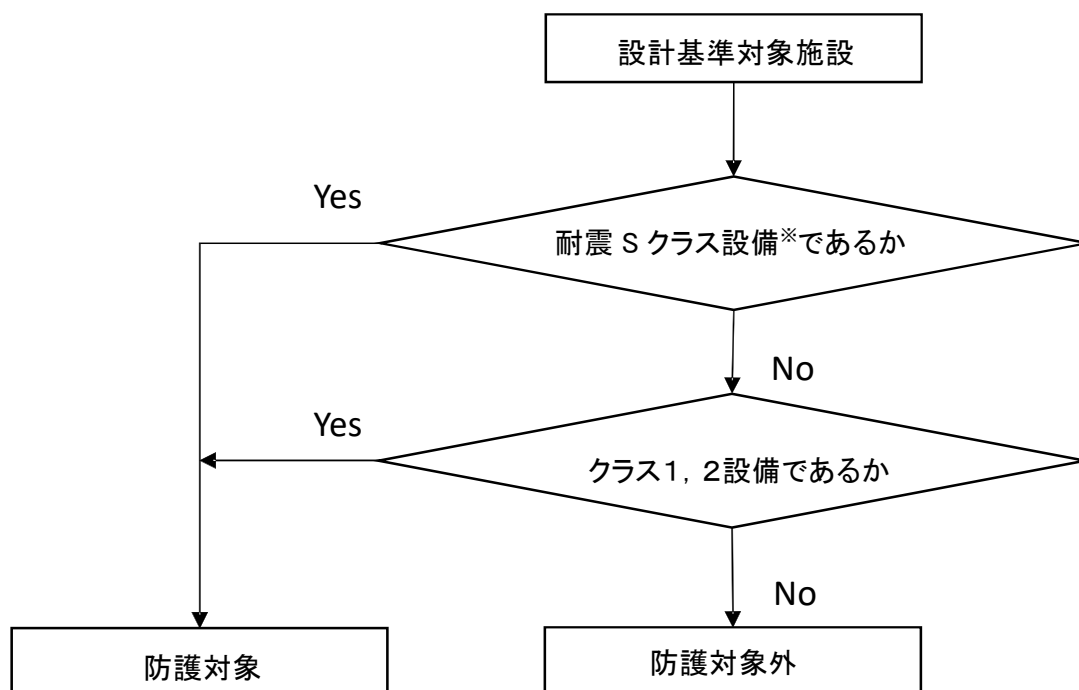 設計基準対象施設
Yes
耐震 S クラス設備※であるか
No
Yes
クラス1，2設備であるか
No
防護対象
防護対象外